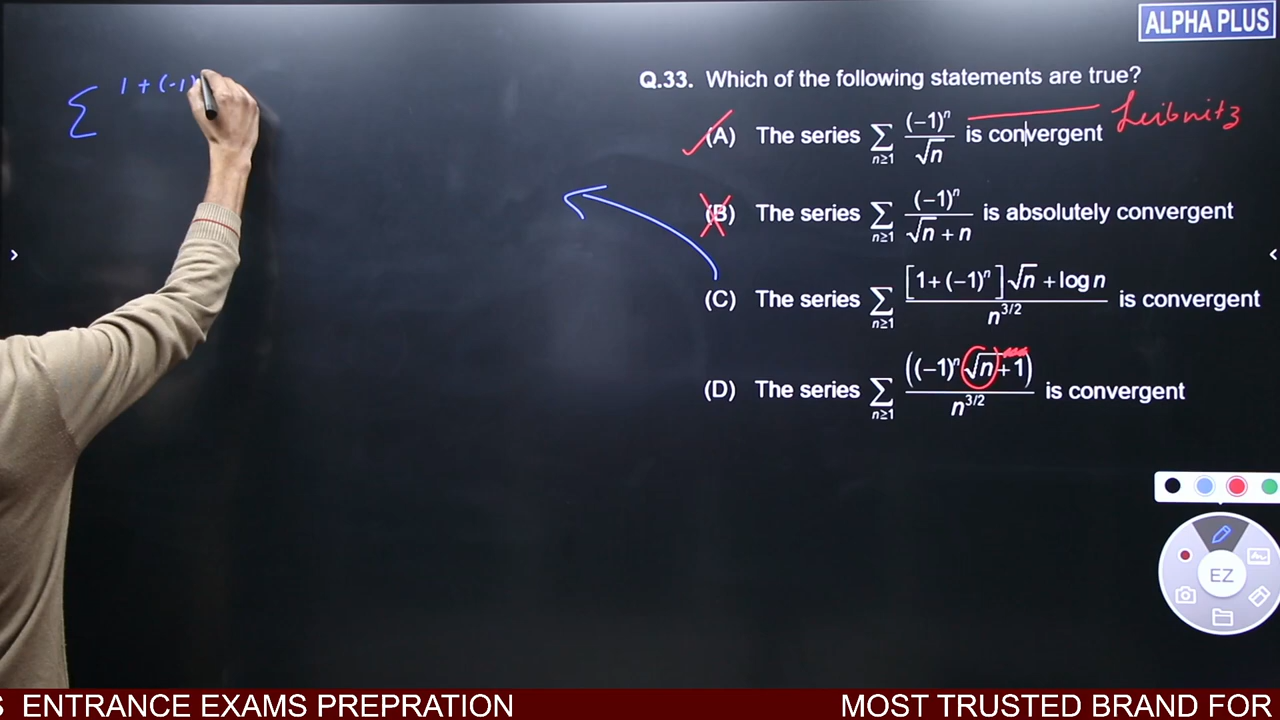 ALPHA PLUS
1 + (-1)
Σ
Q.33. Which of the following statements are true?
Leibnitz
(A) The series ∑_{n≥1} (-1)^n / √n is convergent
(B) The series ∑_{n≥1} (-1)^n / (√n + n) is absolutely convergent
(C) The series ∑_{n≥1} ([1+(-1)^n]√n + log n) / n^{3/2} is convergent
(D) The series ∑_{n≥1} ((-1)^n √n + 1) / n^{3/2} is convergent
EZ
S ENTRANCE EXAMS PREPRATION MOST TRUSTED BRAND FOR